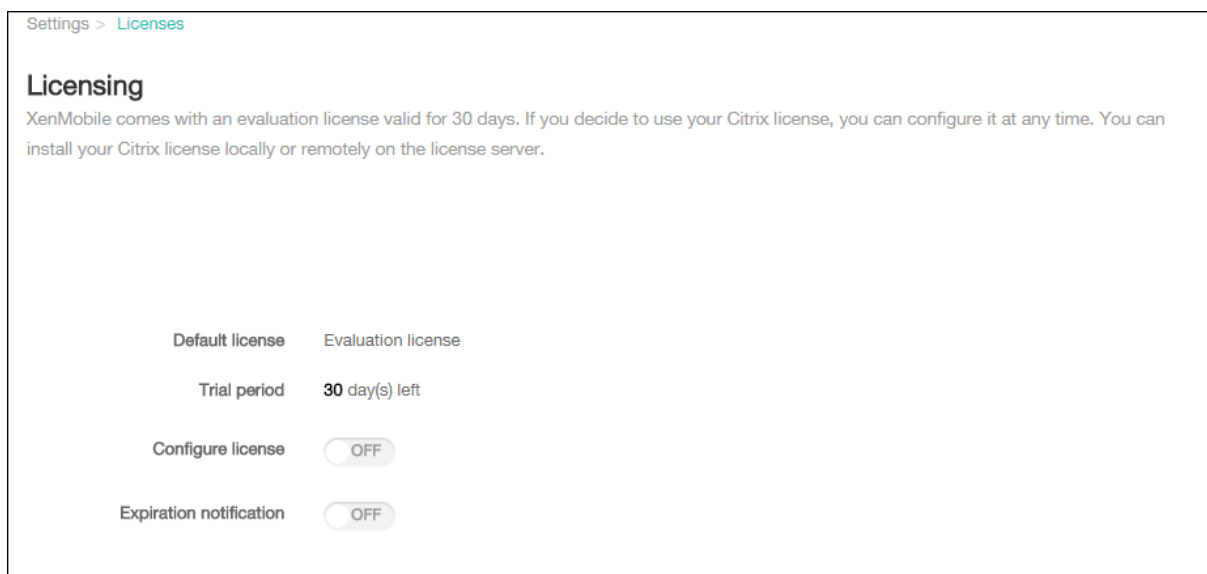 Settings > Licenses
Licensing
XenMobile comes with an evaluation license valid for 30 days. If you decide to use your Citrix license, you can configure it at any time. You can
install your Citrix license locally or remotely on the license server.
Default license Evaluation license
Trial period 30 day(s) left
Configure license OFF
Expiration notification OFF